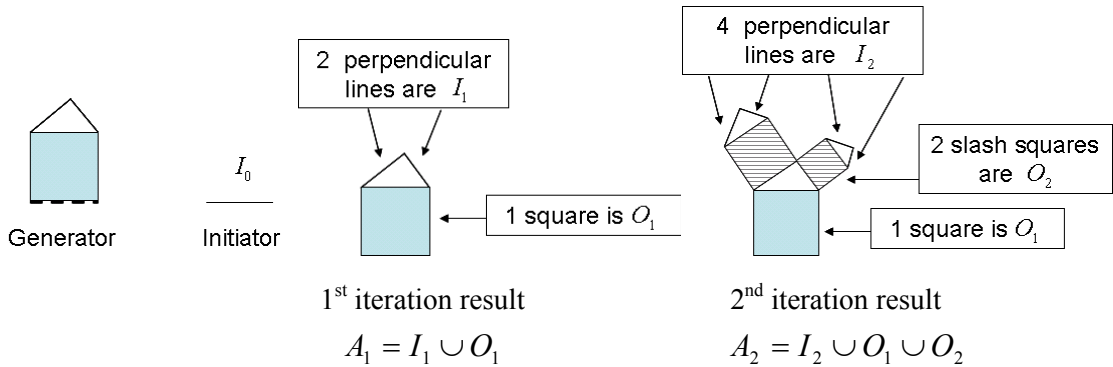 Generator
I₀
Initiator
2 perpendicular
lines are I₁
1 square is O₁
1ˢᵗ iteration result
A₁ = I₁ ∪ O₁
4 perpendicular
lines are I₂
2 slash squares
are O₂
1 square is O₁
2ⁿᵈ iteration result
A₂ = I₂ ∪ O₁ ∪ O₂